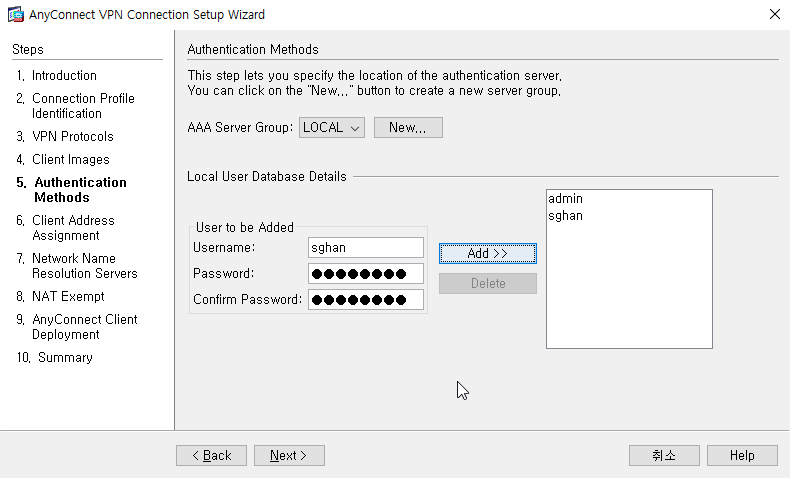 AnyConnect VPN Connection Setup Wizard
Steps
1. Introduction
2. Connection Profile
Identification
3. VPN Protocols
4. Client Images
5. Authentication
Methods
6. Client Address
Assignment
7. Network Name
Resolution Servers
8. NAT Exempt
9. AnyConnect Client
Deployment
10. Summary
Authentication Methods
This step lets you specify the location of the authentication server.
You can click on the "New..." button to create a new server group.
AAA Server Group: LOCAL New...
Local User Database Details
User to be Added
Username: sghan
Password: ●●●●●●●●
Confirm Password: ●●●●●●●●
Add >>
Delete
admin
sghan
< Back Next > 취소 Help